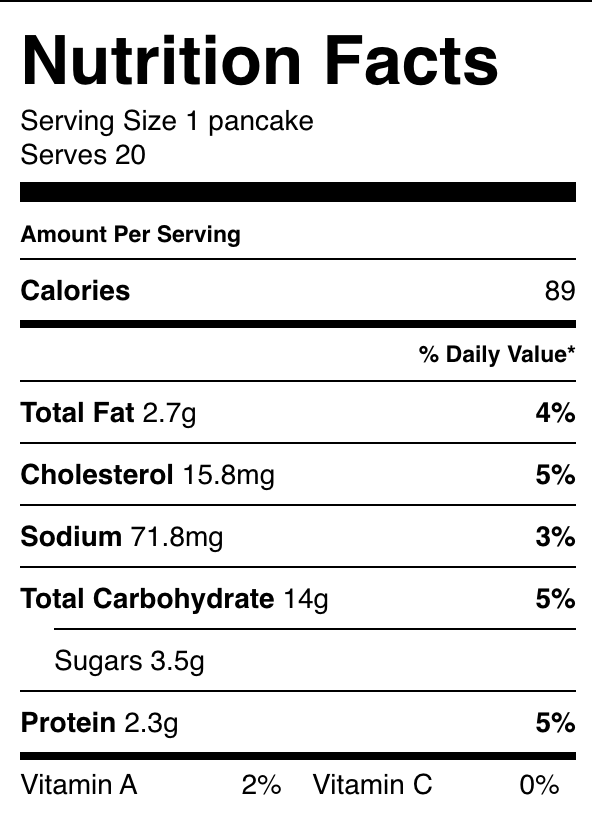 Nutrition Facts
Serving Size 1 pancake
Serves 20
Amount Per Serving
Calories 89
% Daily Value*
Total Fat 2.7g 4%
Cholesterol 15.8mg 5%
Sodium 71.8mg 3%
Total Carbohydrate 14g 5%
Sugars 3.5g
Protein 2.3g 5%
Vitamin A 2% Vitamin C 0%